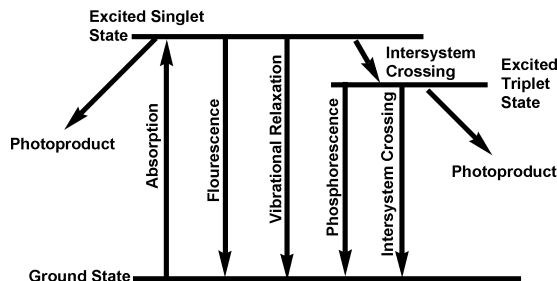 Excited Singlet
State
Intersystem
Crossing
Excited
Triplet
State
Photoproduct
Absorption
Flourescence
Vibrational Relaxation
Phosphorescence
Intersystem Crossing
Photoproduct
Ground State